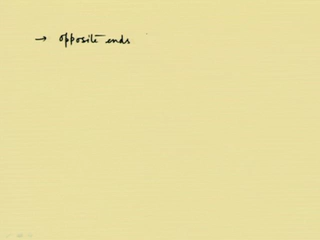 → opposite ends